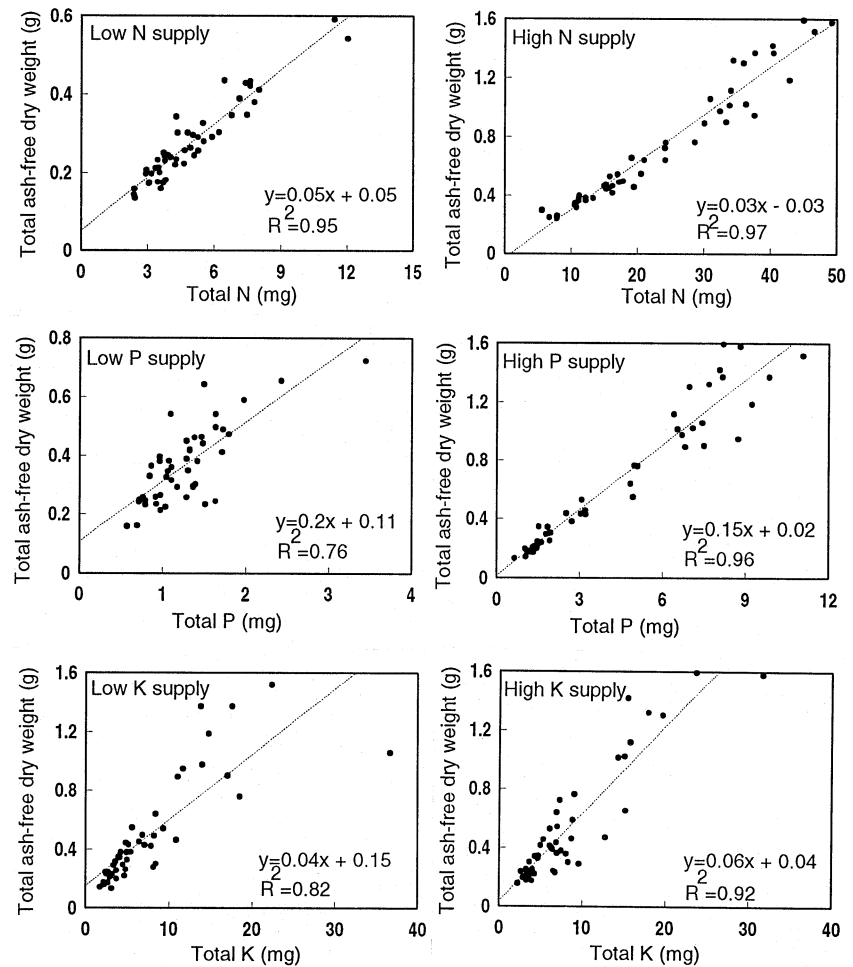 Total ash-free dry weight (g)
0.6
0.4
0.2
0
Low N supply
y=0.05x + 0.05
R2=0.95
0 3 6 9 12 15
Total N (mg)
Total ash-free dry weight (g)
1.6
1.2
0.8
0.4
0
High N supply
y=0.03x - 0.03
R2=0.97
0 10 20 30 40 50
Total N (mg)
Total ash-free dry weight (g)
0.8
0.6
0.4
0.2
0
Low P supply
y=0.2x + 0.11
R2=0.76
0 1 2 3 4
Total P (mg)
Total ash-free dry weight (g)
1.6
1.2
0.8
0.4
0
High P supply
y=0.15x + 0.02
R2=0.96
0 3 6 9 12
Total P (mg)
Total ash-free dry weight (g)
1.6
1.2
0.8
0.4
0
Low K supply
y=0.04x + 0.15
R2=0.82
0 10 20 30 40
Total K (mg)
Total ash-free dry weight (g)
1.6
1.2
0.8
0.4
0
High K supply
y=0.06x + 0.04
R2=0.92
0 10 20 30 40
Total K (mg)